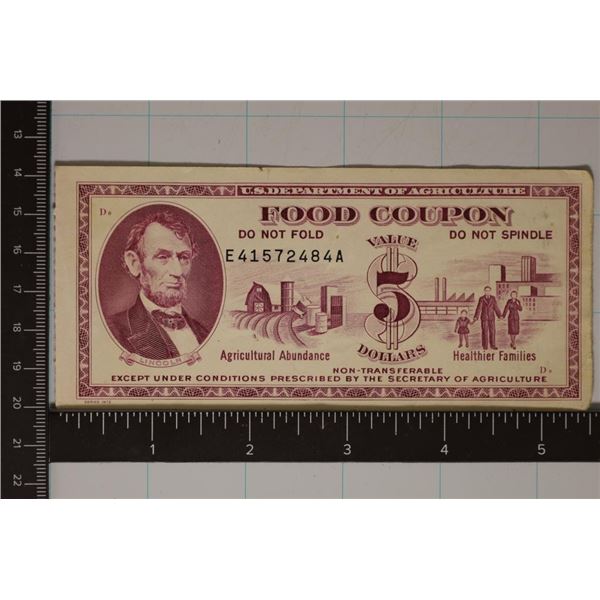 U.S. DEPARTMENT OF AGRICULTURE
FOOD COUPON
DO NOT FOLD
VALUE
DO NOT SPINDLE
E41572484A
5
DOLLARS
LINCOLN
Agricultural Abundance
Healthier Families
NON-TRANSFERABLE
EXCEPT UNDER CONDITIONS PRESCRIBED BY THE SECRETARY OF AGRICULTURE
13
14
15
16
17
18
19
20
21
22
1 2 3 4 5